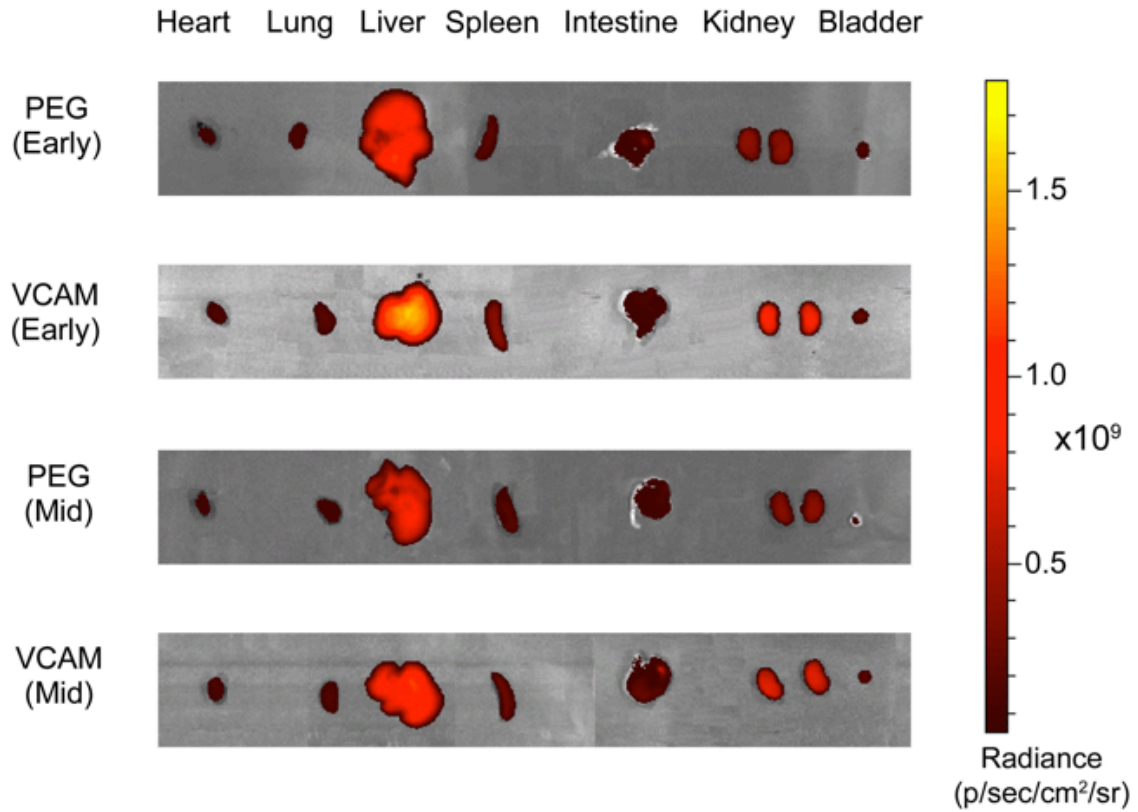 Heart Lung Liver Spleen Intestine Kidney Bladder
PEG
(Early)
VCAM
(Early)
PEG
(Mid)
VCAM
(Mid)
1.5
1.0
x10⁹
0.5
Radiance
(p/sec/cm²/sr)